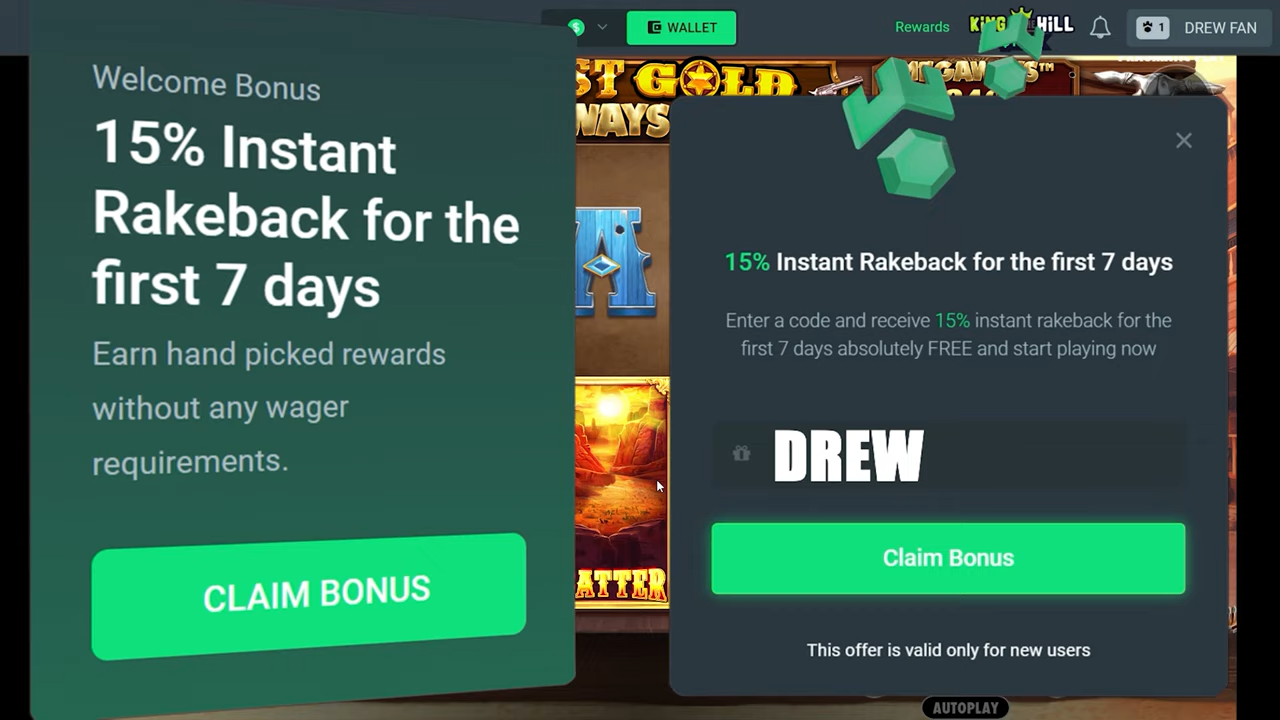 WALLET
Rewards
KING HILL
1
DREW FAN
Welcome Bonus
15% Instant
Rakeback for the
first 7 days
Earn hand picked rewards
without any wager
requirements.
CLAIM BONUS
ST GOLD
WAYS
A
ATTER
15% Instant Rakeback for the first 7 days
Enter a code and receive 15% instant rakeback for the
first 7 days absolutely FREE and start playing now
DREW
Claim Bonus
This offer is valid only for new users
AUTOPLAY